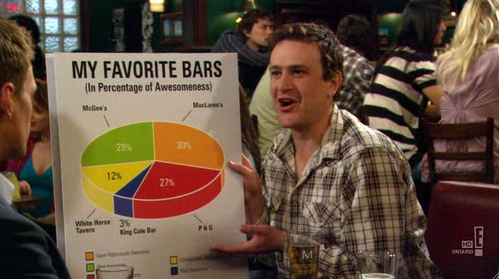 MY FAVORITE BARS
(In Percentage of Awesomeness)
McGee's
MacLaren's
28%
30%
12%
27%
3%
White Horse
Tavern
King Cole Bar
P & G
HD
E
ONTARIO
M